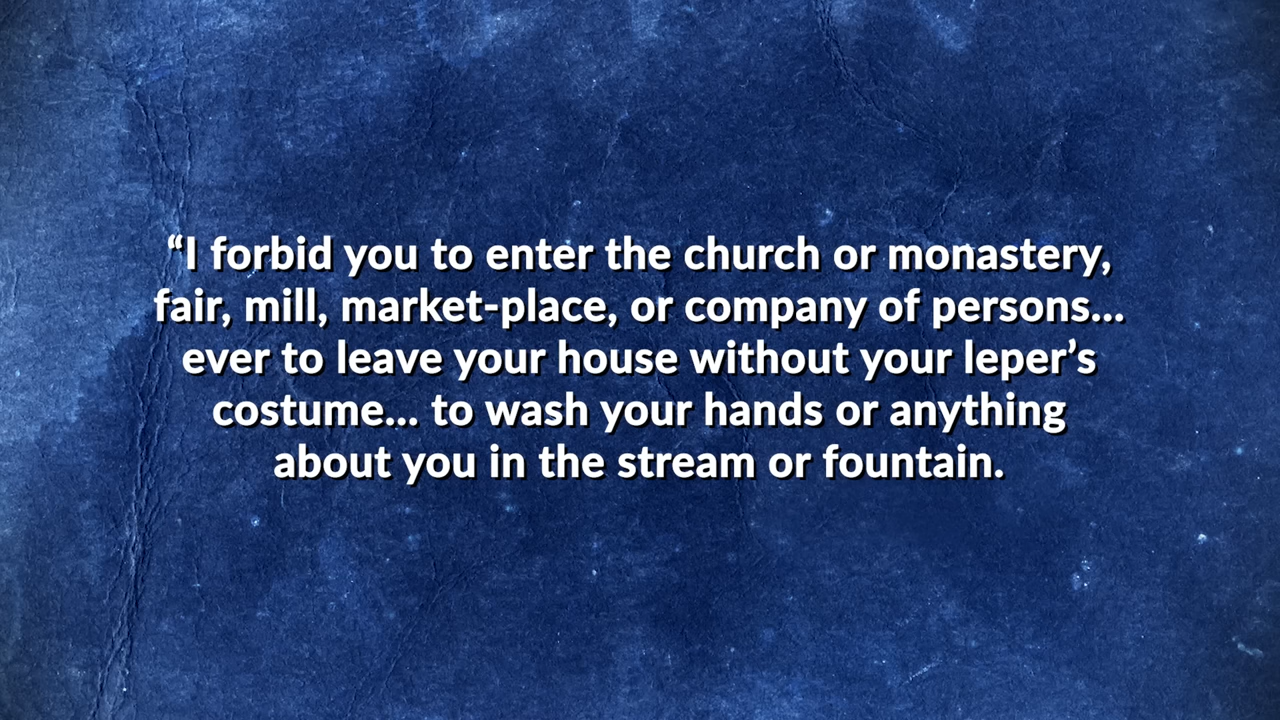 “I forbid you to enter the church or monastery,
fair, mill, market-place, or company of persons...
ever to leave your house without your leper’s
costume... to wash your hands or anything
about you in the stream or fountain.